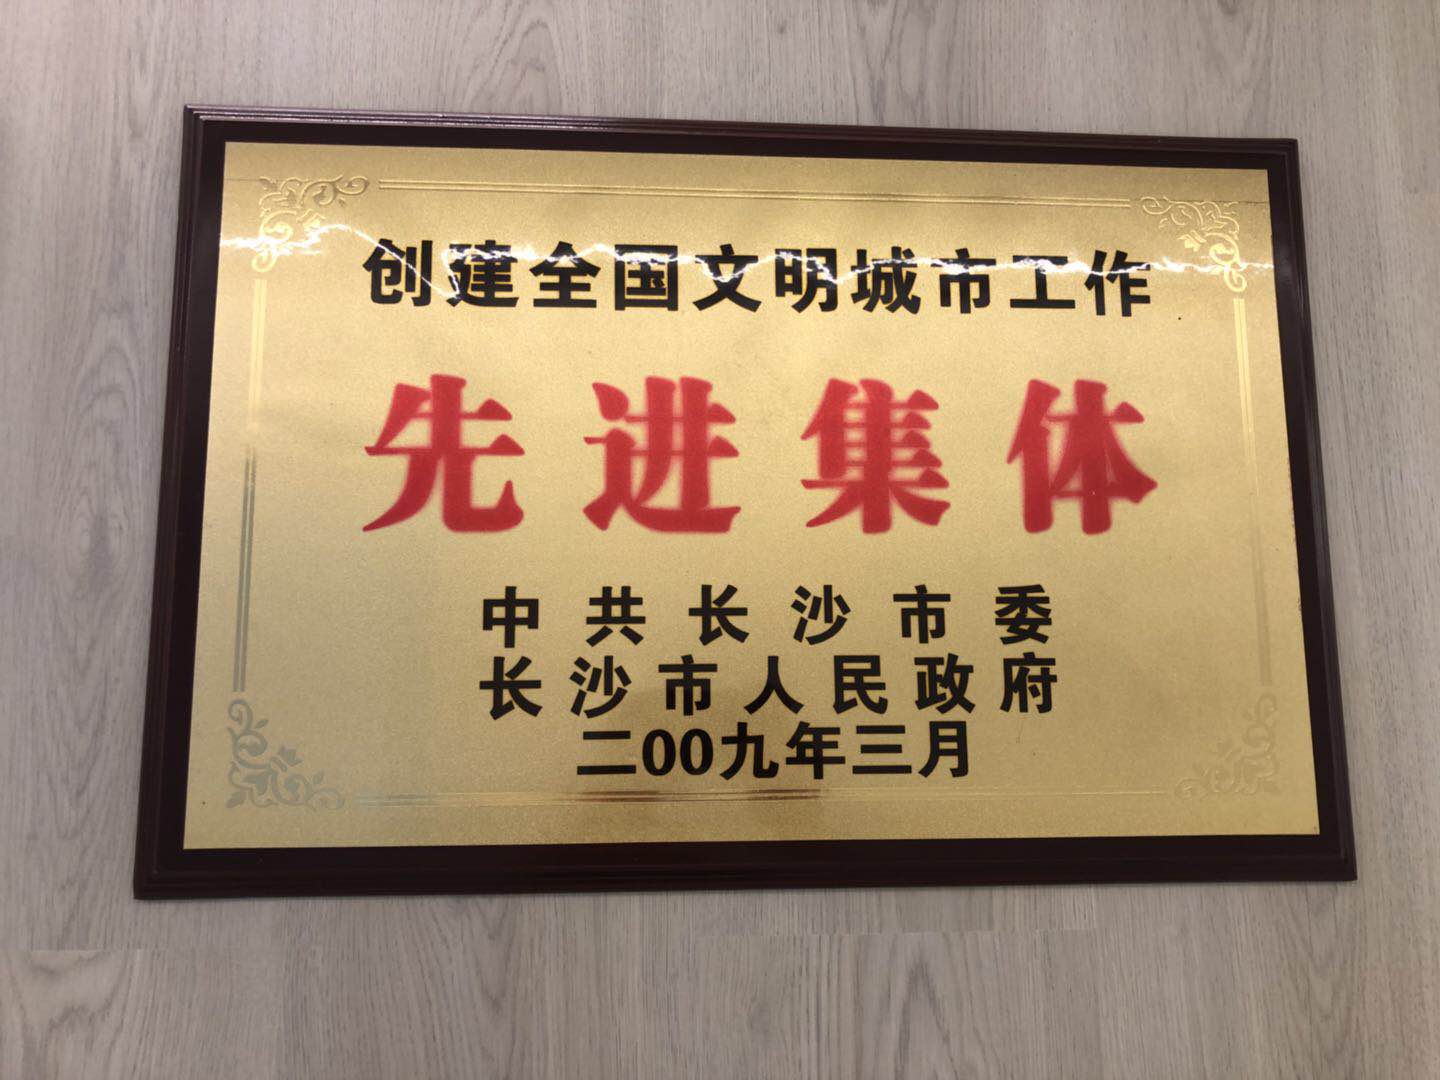 创建全国文明城市工作
先进集体
中共长沙市委
长沙市人民政府
二00九年三月